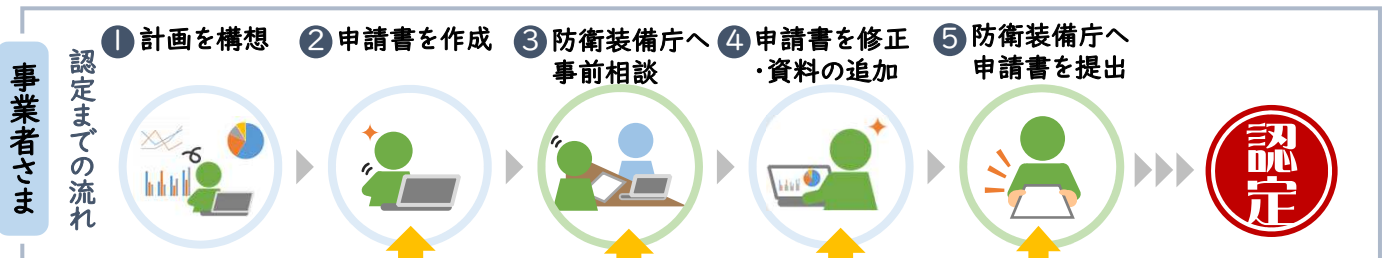 事業者さま
認定までの流れ
① 計画を構想
② 申請書を作成
③ 防衛装備庁へ
事前相談
④ 申請書を修正
・資料の追加
⑤ 防衛装備庁へ
申請書を提出
認定